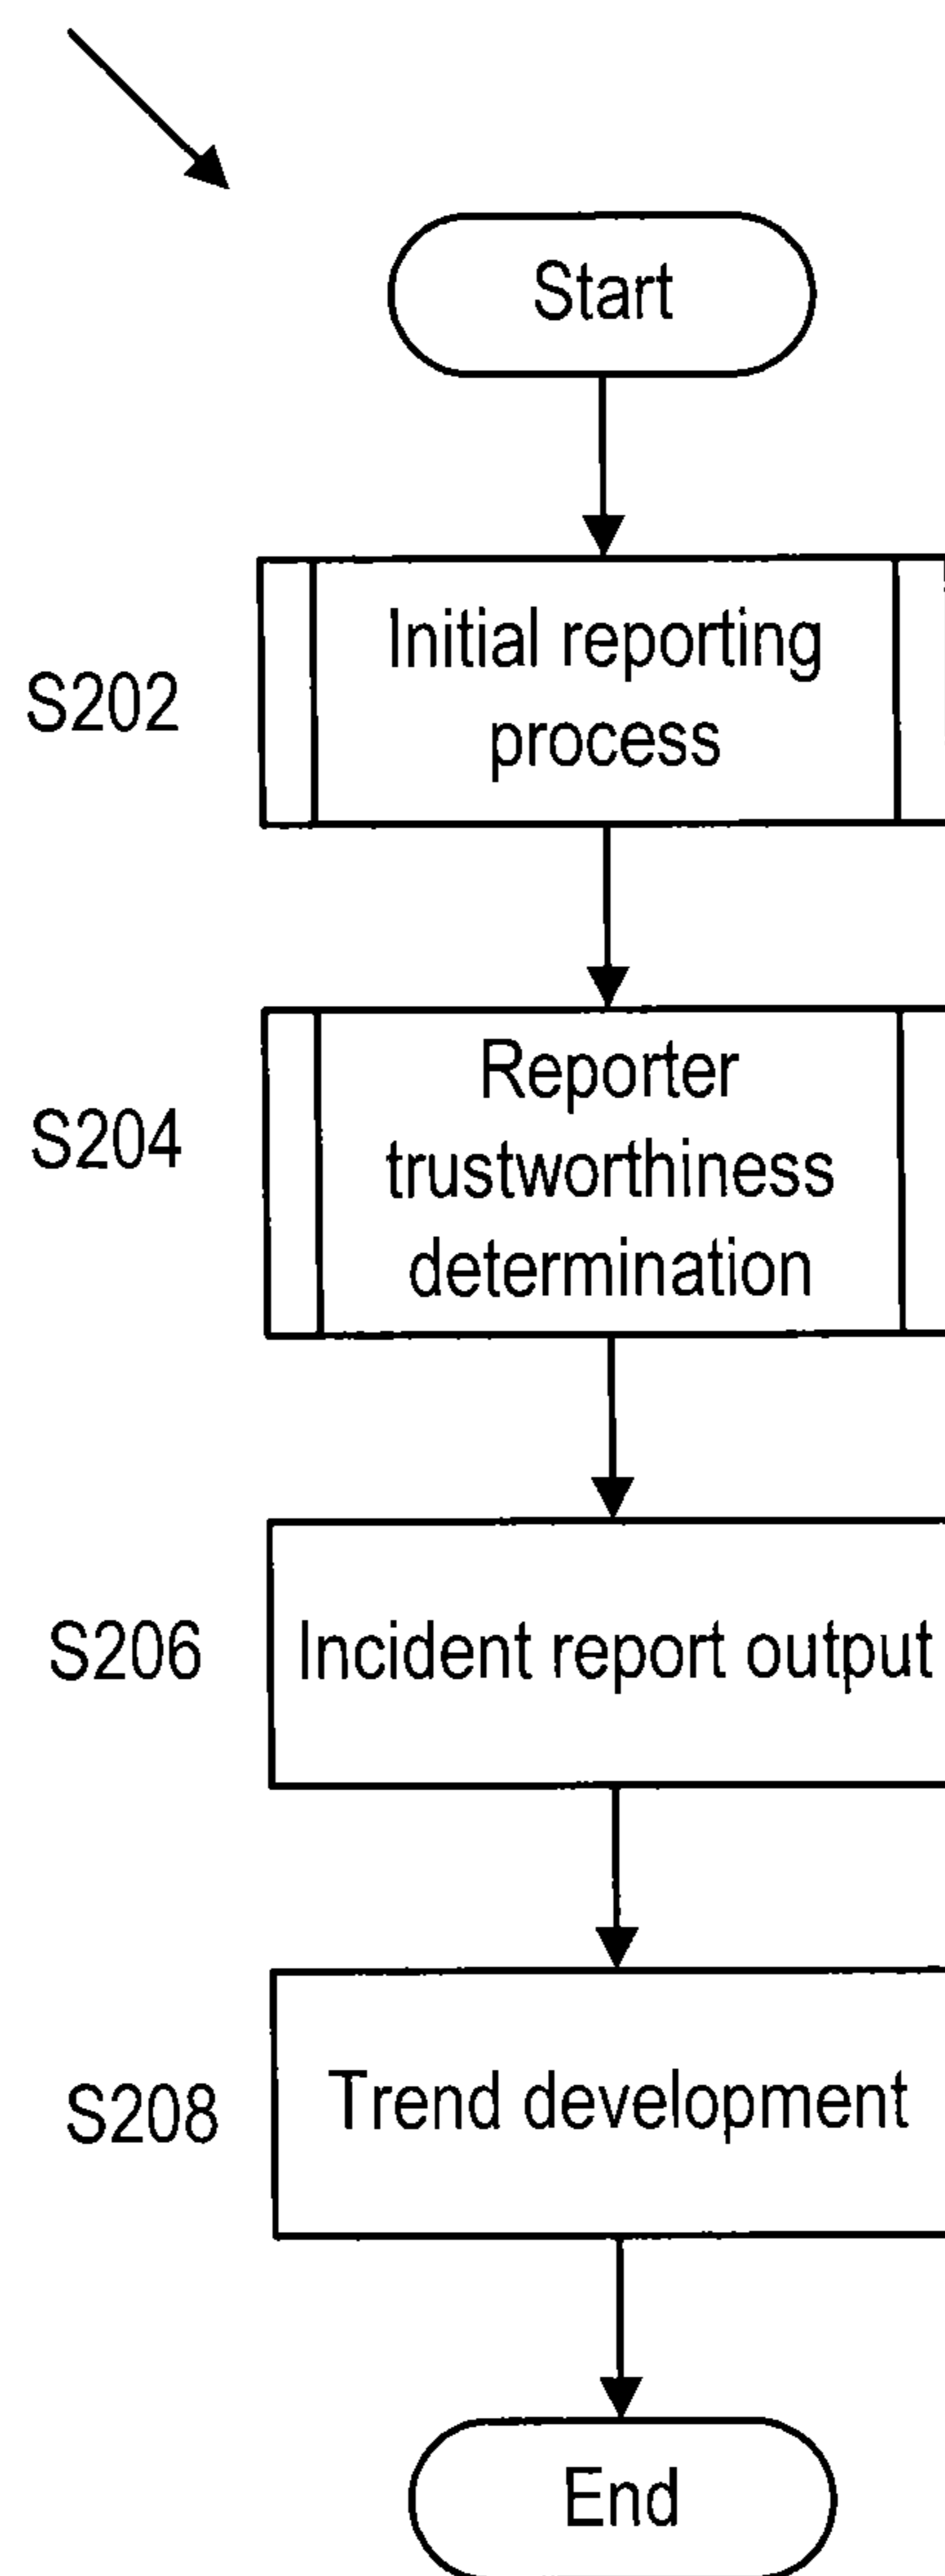 Start
S202
Initial reporting
process
S204
Reporter
trustworthiness
determination
S206
Incident report output
S208
Trend development
End